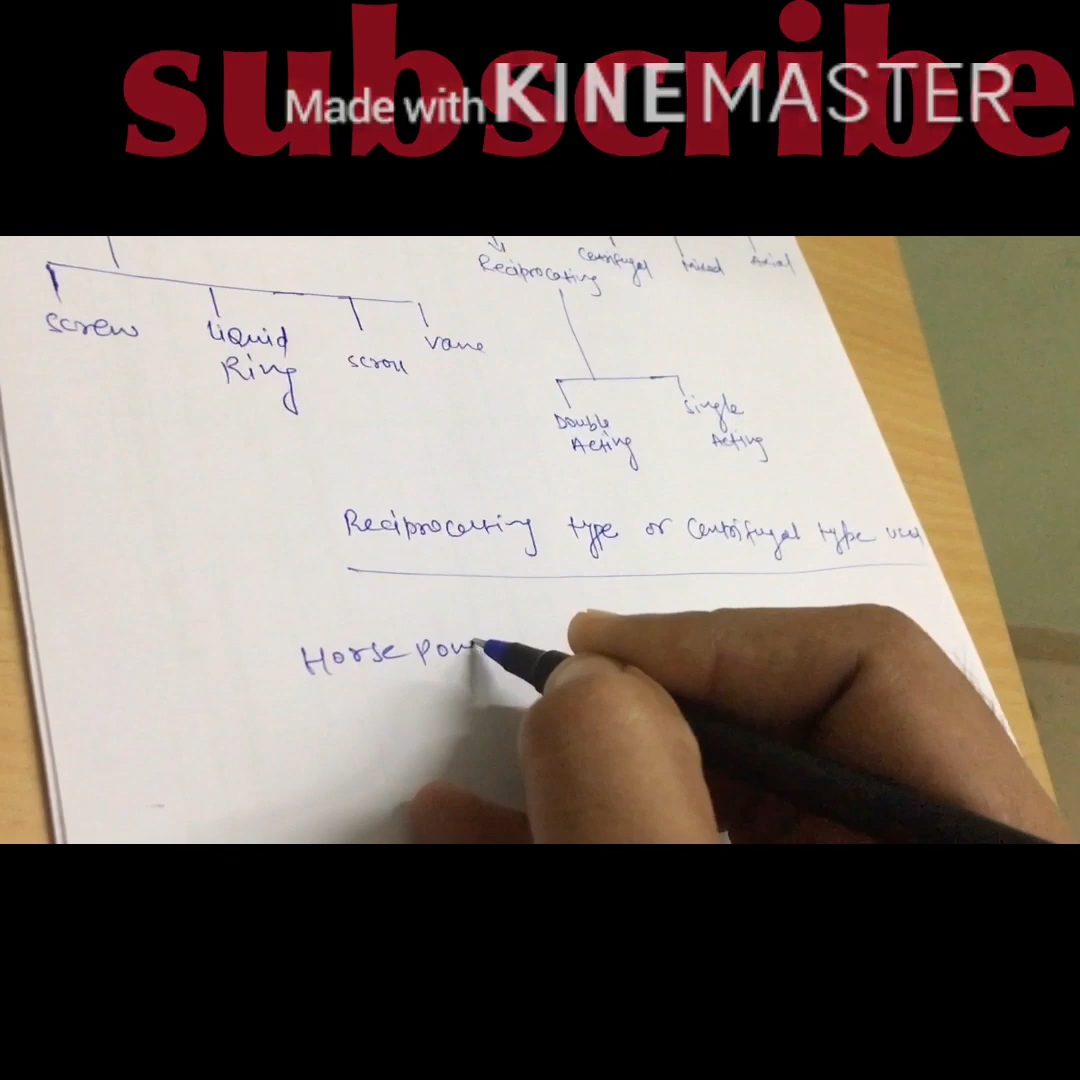 subscribe
Made with KINEMASTER
Reciprocating Centrifugal mixed Axial
screw Liquid Ring scroll vane
Double Acting Single Acting
Reciprocating type or centrifugal type used
Horse pow